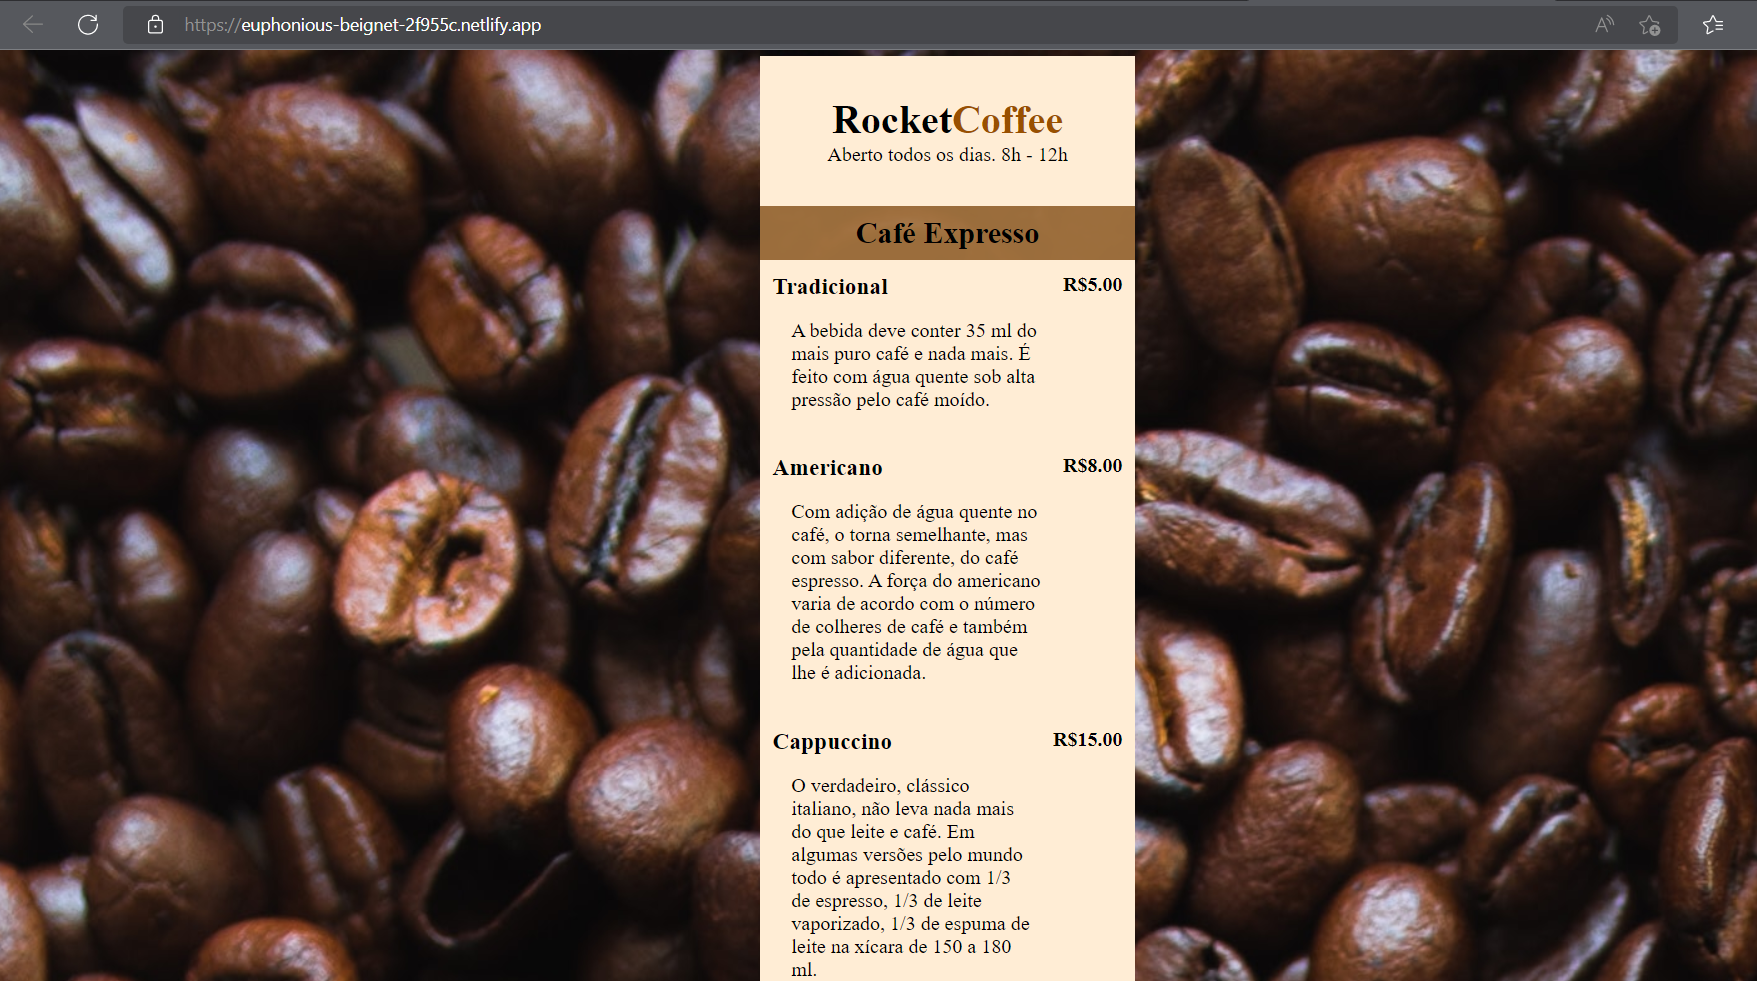 https://euphonious-beignet-2f955c.netlify.app
RocketCoffee
Aberto todos os dias. 8h - 12h
Café Expresso
Tradicional R$5.00
A bebida deve conter 35 ml do
mais puro café e nada mais. É
feito com água quente sob alta
pressão pelo café moído.
Americano R$8.00
Com adição de água quente no
café, o torna semelhante, mas
com sabor diferente, do café
espresso. A força do americano
varia de acordo com o número
de colheres de café e também
pela quantidade de água que
lhe é adicionada.
Cappuccino R$15.00
O verdadeiro, clássico
italiano, não leva nada mais
do que leite e café. Em
algumas versões pelo mundo
todo é apresentado com 1/3
de espresso, 1/3 de leite
vaporizado, 1/3 de espuma de
leite na xícara de 150 a 180
ml.